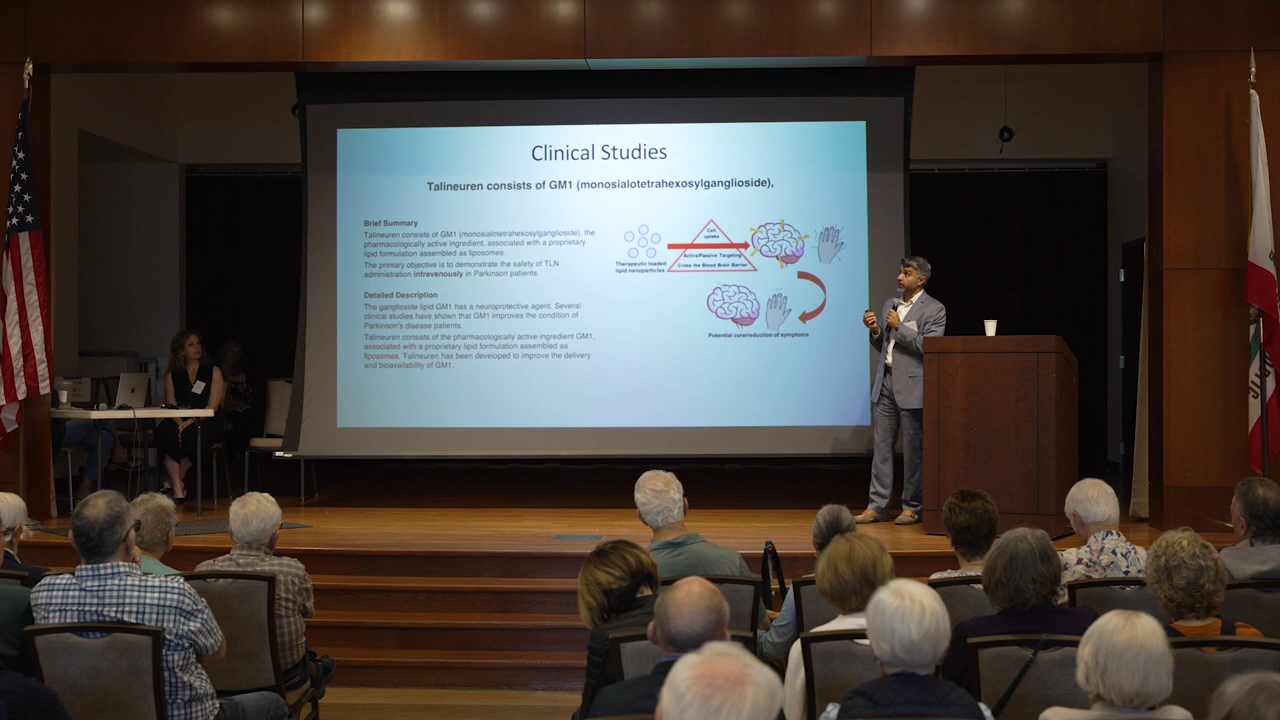 Clinical Studies
Talineuren consists of GM1 (monosialotetrahexosylganglioside),
Brief Summary
Talineuren consists of GM1 (monosialotetrahexosylganglioside), the
pharmacologically active ingredient, associated with a proprietary
lipid formulation assembled as liposomes.
The primary objective is to demonstrate the safety of TLN
administration intravenously in Parkinson patients.
Detailed Description
The ganglioside lipid GM1 has a neuroprotective agent. Several
clinical studies have shown that GM1 improves the condition of
Parkinson's disease patients.
Talineuren consists of the pharmacologically active ingredient GM1,
associated with a proprietary lipid formulation assembled as
liposomes. Talineuren has been developed to improve the delivery
and bioavailability of GM1.
Therapeutic loaded
lipid nanoparticles
Cell
uptake
Active/Passive Targeting
Cross the Blood Brain Barrier
Potential cure/reduction of symptoms